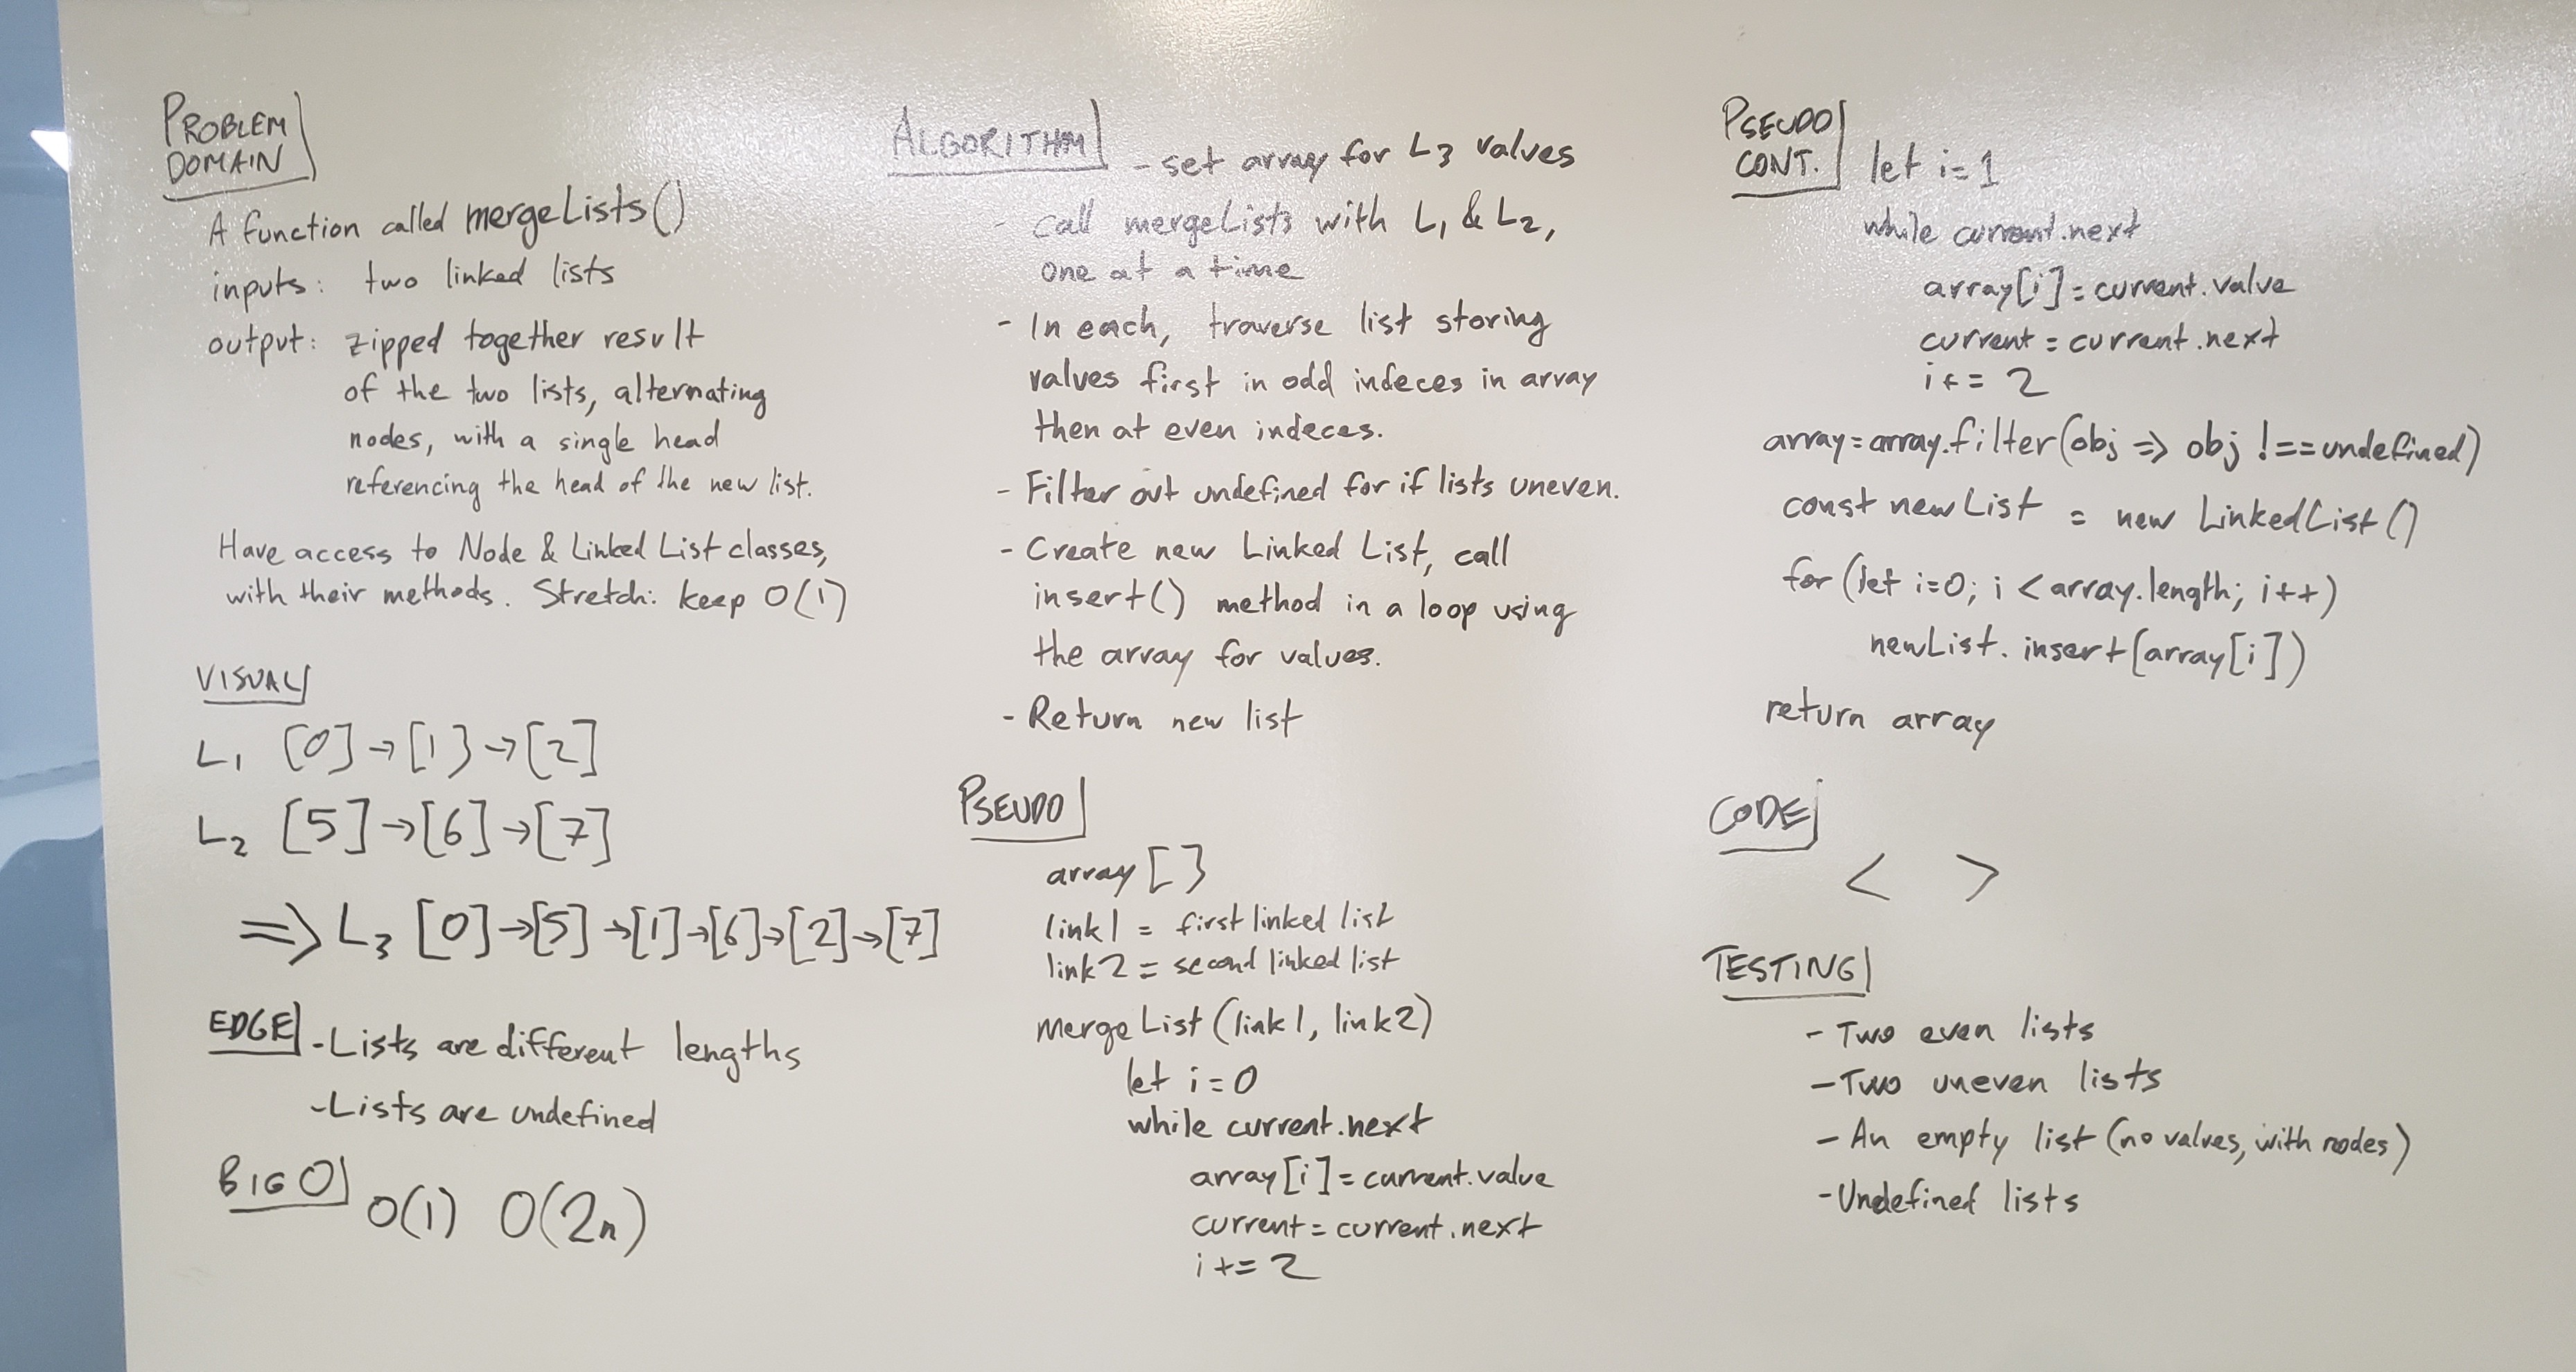 PROBLEM
DOMAIN
A function called mergeLists()
inputs: two linked lists
output: zipped together result
of the two lists, alternating
nodes, with a single head
referencing the head of the new list.
Have access to Node & Linked List classes,
with their methods. Stretch: keep O(1)
VISUAL
L1 [0]→[1]→[2]
L2 [5]→[6]→[7]
⇒ L3 [0]→[5]→[1]→[6]→[2]→[7]
EDGE
- Lists are different lengths
- Lists are undefined
BIG O
O(1) O(2n)
ALGORITHM
- set array for L3 values
- Call mergeLists with L1 & L2,
one at a time
- In each, traverse list storing
values first in odd indeces in array
then at even indeces.
- Filter out undefined for if lists uneven.
- Create new Linked List, call
insert() method in a loop using
the array for values.
- Return new list
PSEUDO
array []
link1 = first linked list
link2 = second linked list
mergeList(link1, link2)
let i=0
while current.next
array[i]=current.value
current=current.next
i += 2
PSEUDO
CONT.
let i=1
while current.next
array[i]=current.value
current=current.next
i += 2
array=array.filter(obj => obj !==undefined)
const newList = new LinkedList()
for (let i=0; i < array.length; i++)
newList.insert(array[i])
return array
CODE
< >
TESTING
- Two even lists
- Two uneven lists
- An empty list (no values, with nodes)
- Undefined lists